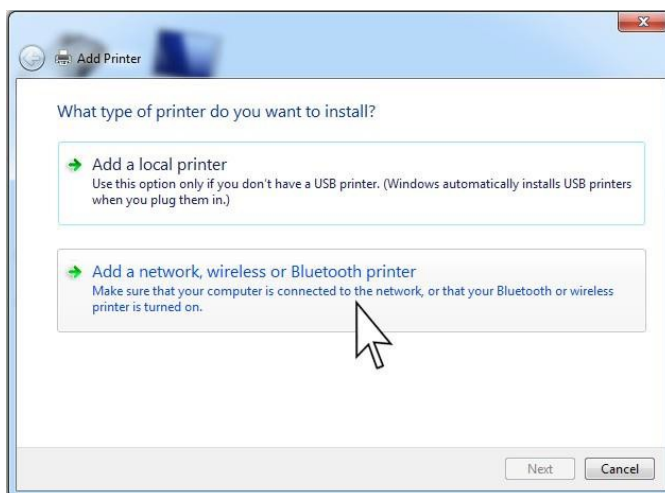 Add Printer
What type of printer do you want to install?
Add a local printer
Use this option only if you don't have a USB printer. (Windows automatically installs USB printers
when you plug them in.)
Add a network, wireless or Bluetooth printer
Make sure that your computer is connected to the network, or that your Bluetooth or wireless
printer is turned on.
Next Cancel